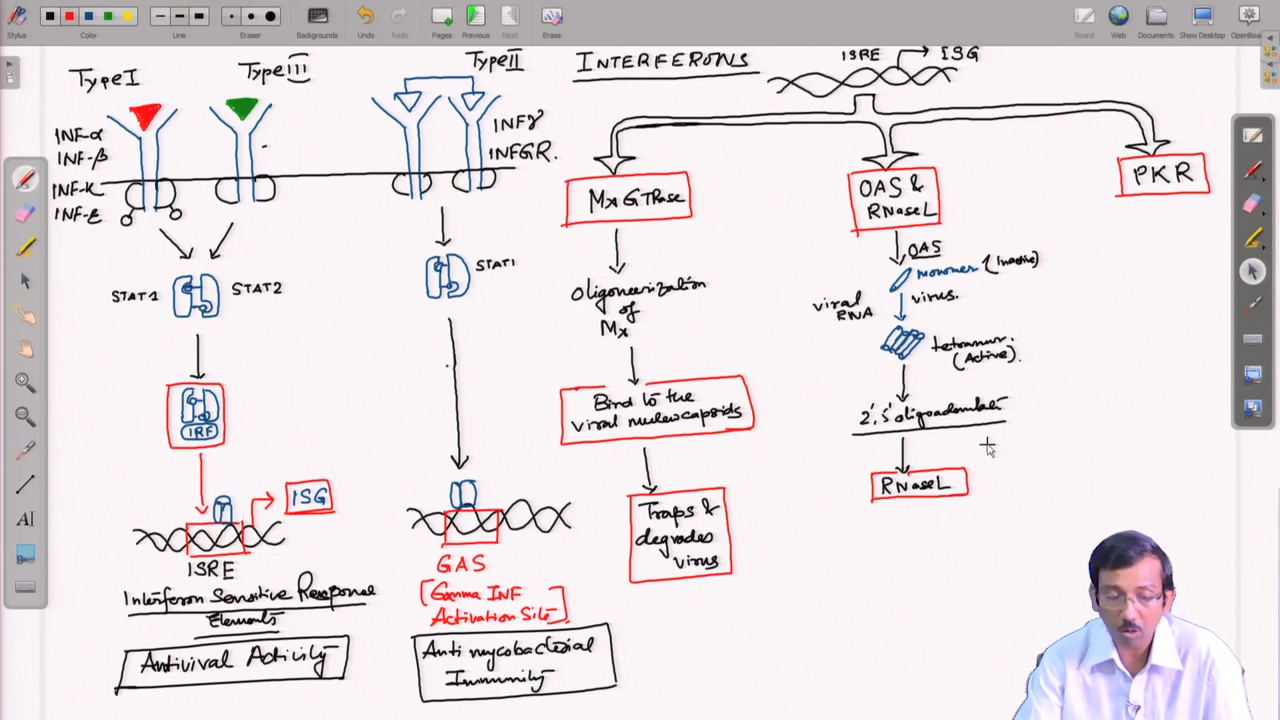 Stylus
Color
Line
Eraser
Backgrounds
Undo
Redo
Pages
Previous
Next
Erase
Board
Web
Documents
Show Desktop
OpenBoard
Type I
Type III
Type II
INTERFERONS
ISRE
ISG
INF-α
INF-β
INF-K
INF-ε
INFγ
INFGR.
STAT1
STAT2
STAT1
IRF
ISG
ISRE
Interferon Sensitive Response
Elements
Antiviral Activity
GAS
[Gamma INF
Activation Site]
Anti mycobacterial
Immunity
Mx GTPase
Oligomerization
of
Mx
Bind to the
viral nucleocapsids
Traps &
degrades
virus
OAS &
RNaseL
OAS
monomer (Inactive)
virus.
viral
RNA
tetramer.
(Active).
2',5' oligoadenylate
RNaseL
PKR